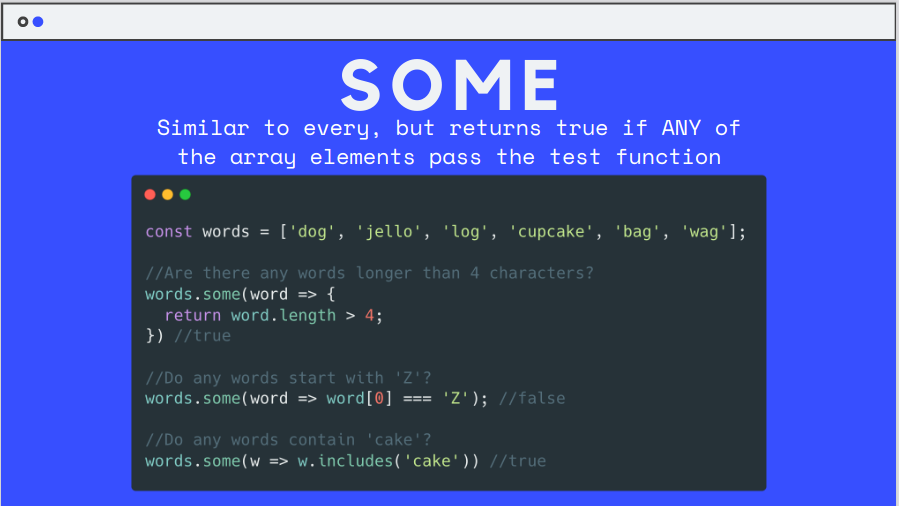 SOME
Similar to every, but returns true if ANY of
the array elements pass the test function
const words = ['dog', 'jello', 'log', 'cupcake', 'bag', 'wag'];
//Are there any words longer than 4 characters?
words.some(word => {
  return word.length > 4;
}) //true
//Do any words start with 'Z'?
words.some(word => word[0] === 'Z'); //false
//Do any words contain 'cake'?
words.some(w => w.includes('cake')) //true